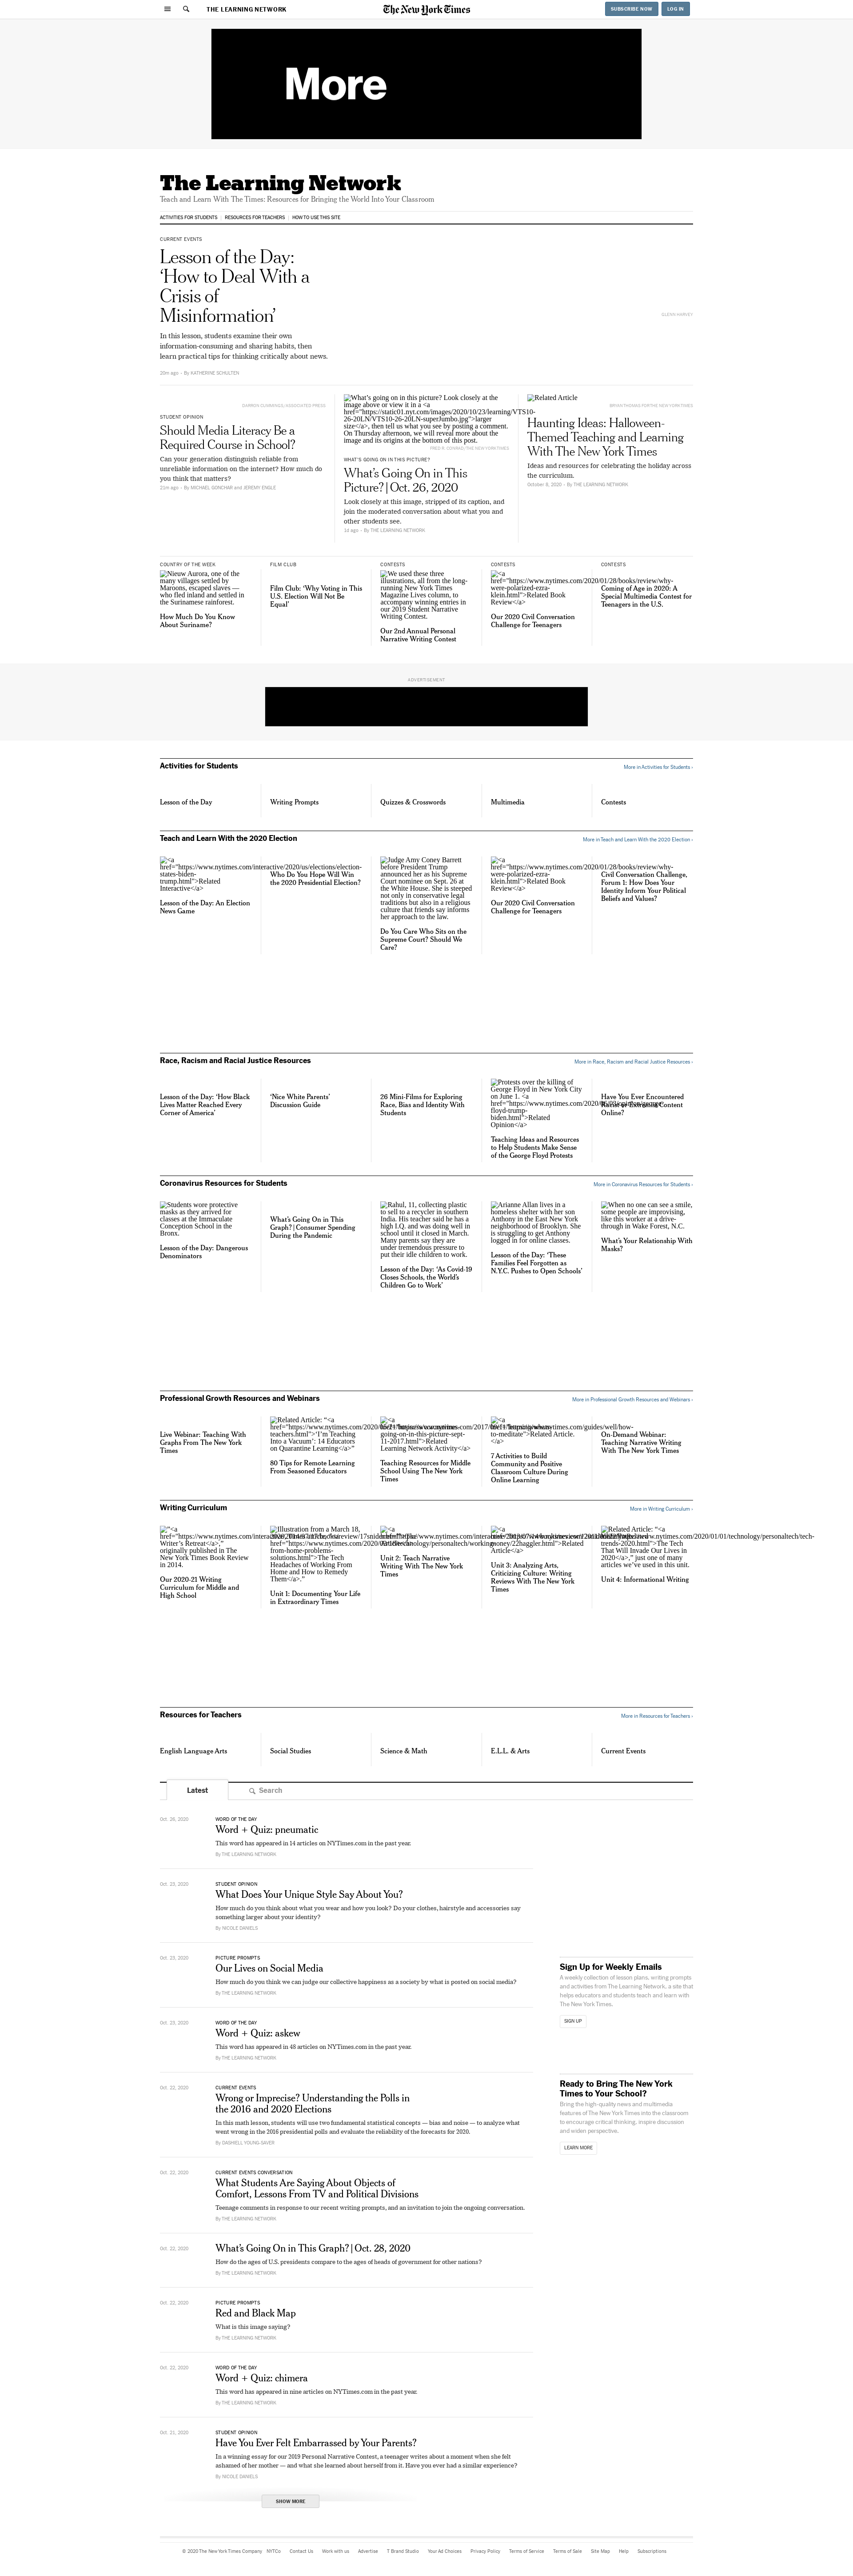 THE LEARNING NETWORK
The New York Times
SUBSCRIBE NOW
LOG IN
More
The Learning Network
Teach and Learn With The Times: Resources for Bringing the World Into Your Classroom
ACTIVITIES FOR STUDENTS
RESOURCES FOR TEACHERS
HOW TO USE THIS SITE
CURRENT EVENTS
Lesson of the Day:
‘How to Deal With a
Crisis of
Misinformation’
In this lesson, students examine their own
information-consuming and sharing habits, then
learn practical tips for thinking critically about news.
20m ago – By KATHERINE SCHULTEN
GLENN HARVEY
DARRON CUMMINGS/ASSOCIATED PRESS
STUDENT OPINION
Should Media Literacy Be a
Required Course in School?
Can your generation distinguish reliable from
unreliable information on the internet? How much do
you think that matters?
21m ago – By MICHAEL GONCHAR and JEREMY ENGLE
What’s going on in this picture? Look closely at the
image above or view it in a <a
href="https://static01.nyt.com/images/2020/10/23/learning/VTS10-
26-20LN/VTS10-26-20LN-superJumbo.jpg">larger
size</a>, then tell us what you see by posting a comment.
On Thursday afternoon, we will reveal more about the
image and its origins at the bottom of this post.
FRED R. CONRAD/THE NEW YORK TIMES
WHAT'S GOING ON IN THIS PICTURE?
What’s Going On in This
Picture? | Oct. 26, 2020
Look closely at this image, stripped of its caption, and
join the moderated conversation about what you and
other students see.
1d ago – By THE LEARNING NETWORK
Related Article
BRYAN THOMAS FOR THE NEW YORK TIMES
Haunting Ideas: Halloween-
Themed Teaching and Learning
With The New York Times
Ideas and resources for celebrating the holiday across
the curriculum.
October 6, 2020 – By THE LEARNING NETWORK
COUNTRY OF THE WEEK
Nieuw Aurora, one of the
many villages settled by
Maroons, escaped slaves —
who fled inland and settled in
the Surinamese rainforest.
How Much Do You Know
About Suriname?
FILM CLUB
Film Club: ‘Why Voting in This
U.S. Election Will Not Be
Equal’
CONTESTS
We used these three
illustrations, all from the long-
running New York Times
Magazine Lives column, to
accompany winning entries in
our 2019 Student Narrative
Writing Contest.
Our 2nd Annual Personal
Narrative Writing Contest
CONTESTS
<a
href="https://www.nytimes.com/2020/01/28/books/review/why-
were-polarized-ezra-
klein.html">Related Book
Review</a>
Our 2020 Civil Conversation
Challenge for Teenagers
CONTESTS
Coming of Age in 2020: A
Special Multimedia Contest for
Teenagers in the U.S.
ADVERTISEMENT
Activities for Students
More in Activities for Students ›
Lesson of the Day
Writing Prompts
Quizzes & Crosswords
Multimedia
Contests
Teach and Learn With the 2020 Election
More in Teach and Learn With the 2020 Election ›
<a
href="https://www.nytimes.com/interactive/2020/us/elections/election-
states-biden-
trump.html">Related
Interactive</a>
Lesson of the Day: An Election
News Game
Who Do You Hope Will Win
the 2020 Presidential Election?
Judge Amy Coney Barrett
before President Trump
announced her as his Supreme
Court nominee on Sept. 26 at
the White House. She is steeped
not only in conservative legal
traditions but also in a religious
culture that friends say informs
her approach to the law.
Do You Care Who Sits on the
Supreme Court? Should We
Care?
<a
href="https://www.nytimes.com/2020/01/28/books/review/why-
were-polarized-ezra-
klein.html">Related Book
Review</a>
Our 2020 Civil Conversation
Challenge for Teenagers
Civil Conversation Challenge,
Forum 1: How Does Your
Identity Inform Your Political
Beliefs and Values?
Race, Racism and Racial Justice Resources
More in Race, Racism and Racial Justice Resources ›
Lesson of the Day: ‘How Black
Lives Matter Reached Every
Corner of America’
‘Nice White Parents’
Discussion Guide
26 Mini-Films for Exploring
Race, Bias and Identity With
Students
Protests over the killing of
George Floyd in New York City
on June 1. <a
floyd-trump-
biden.html">Related
Opinion</a>
Teaching Ideas and Resources
to Help Students Make Sense
of the George Floyd Protests
Have You Ever Encountered
Racist or Extremist Content
Online?
Coronavirus Resources for Students
More in Coronavirus Resources for Students ›
Students wore protective
masks as they arrived for
classes at the Immaculate
Conception School in the
Bronx.
Lesson of the Day: Dangerous
Denominators
What’s Going On in This
Graph? | Consumer Spending
During the Pandemic
Rahul, 11, collecting plastic
to sell to a recycler in southern
India. His teacher said he has a
high I.Q. and was doing well in
school until it closed in March.
Many parents say they are
under tremendous pressure to
put their idle children to work.
Lesson of the Day: ‘As Covid-19
Closes Schools, the World’s
Children Go to Work’
Arianne Allan lives in a
homeless shelter with her son
Anthony in the East New York
neighborhood of Brooklyn. She
is struggling to get Anthony
logged in for online classes.
Lesson of the Day: ‘These
Families Feel Forgotten as
N.Y.C. Pushes to Open Schools’
When no one can see a smile,
some people are improvising,
like this worker at a drive-
through in Wake Forest, N.C.
What’s Your Relationship With
Masks?
Professional Growth Resources and Webinars
More in Professional Growth Resources and Webinars ›
Live Webinar: Teaching With
Graphs From The New York
Times
Related Article: “<a
teachers.html">‘I’m Teaching
Into a Vacuum’: 14 Educators
on Quarantine Learning</a>”
80 Tips for Remote Learning
From Seasoned Educators
<a
going-on-in-this-picture-sept-
11-2017.html">Related
Learning Network Activity</a>
Teaching Resources for Middle
School Using The New York
Times
<a
to-meditate">Related Article.
</a>
7 Activities to Build
Community and Positive
Classroom Culture During
Online Learning
On-Demand Webinar:
Teaching Narrative Writing
With The New York Times
Writing Curriculum
More in Writing Curriculum ›
"<a
Writer’s Retreat</a>,"
originally published in The
New York Times Book Review
in 2014.
Our 2020-21 Writing
Curriculum for Middle and
High School
Illustration from a March 18,
from-home-problems-
solutions.html">The Tech
Headaches of Working From
Home and How to Remedy
Them</a>.”
Unit 1: Documenting Your Life
in Extraordinary Times
<a
Unit 2: Teach Narrative
Writing With The New York
Times
<a
money/22haggler.html">Related
Article</a>
Unit 3: Analyzing Arts,
Criticizing Culture: Writing
Reviews With The New York
Times
Related Article: “<a
trends-2020.html">The Tech
That Will Invade Our Lives in
2020</a>,” just one of many
articles we’ve used in this unit.
Unit 4: Informational Writing
Resources for Teachers
More in Resources for Teachers ›
English Language Arts
Social Studies
Science & Math
E.L.L. & Arts
Current Events
Latest
Search
Oct. 26, 2020
WORD OF THE DAY
Word + Quiz: pneumatic
This word has appeared in 14 articles on NYTimes.com in the past year.
By THE LEARNING NETWORK
Oct. 23, 2020
STUDENT OPINION
What Does Your Unique Style Say About You?
How much do you think about what you wear and how you look? Do your clothes, hairstyle and accessories say
something larger about your identity?
By NICOLE DANIELS
Oct. 23, 2020
PICTURE PROMPTS
Our Lives on Social Media
How much do you think we can judge our collective happiness as a society by what is posted on social media?
By THE LEARNING NETWORK
Oct. 23, 2020
WORD OF THE DAY
Word + Quiz: askew
This word has appeared in 48 articles on NYTimes.com in the past year.
By THE LEARNING NETWORK
Oct. 22, 2020
CURRENT EVENTS
Wrong or Imprecise? Understanding the Polls in
the 2016 and 2020 Elections
In this math lesson, students will use two fundamental statistical concepts — bias and noise — to analyze what
went wrong in the 2016 presidential polls and evaluate the reliability of the forecasts for 2020.
By DASHIELL YOUNG-SAVER
Oct. 22, 2020
CURRENT EVENTS CONVERSATION
What Students Are Saying About Objects of
Comfort, Lessons From TV and Political Divisions
Teenage comments in response to our recent writing prompts, and an invitation to join the ongoing conversation.
By THE LEARNING NETWORK
Oct. 22, 2020
What’s Going On in This Graph? | Oct. 28, 2020
How do the ages of U.S. presidents compare to the ages of heads of government for other nations?
By THE LEARNING NETWORK
Oct. 22, 2020
PICTURE PROMPTS
Red and Black Map
What is this image saying?
By THE LEARNING NETWORK
Oct. 22, 2020
WORD OF THE DAY
Word + Quiz: chimera
This word has appeared in nine articles on NYTimes.com in the past year.
By THE LEARNING NETWORK
Oct. 21, 2020
STUDENT OPINION
Have You Ever Felt Embarrassed by Your Parents?
In a winning essay for our 2019 Personal Narrative Contest, a teenager writes about a moment when she felt
ashamed of her mother — and what she learned about herself from it. Have you ever had a similar experience?
By NICOLE DANIELS
SHOW MORE
Sign Up for Weekly Emails
A weekly collection of lesson plans, writing prompts
and activities from The Learning Network, a site that
helps educators and students teach and learn with
The New York Times.
SIGN UP
Ready to Bring The New York
Times to Your School?
Bring the high-quality news and multimedia
features of The New York Times into the classroom
to encourage critical thinking, inspire discussion
and widen perspective.
LEARN MORE
© 2020 The New York Times Company
NYTCo
Contact Us
Work with us
Advertise
T Brand Studio
Your Ad Choices
Privacy Policy
Terms of Service
Terms of Sale
Site Map
Help
Subscriptions